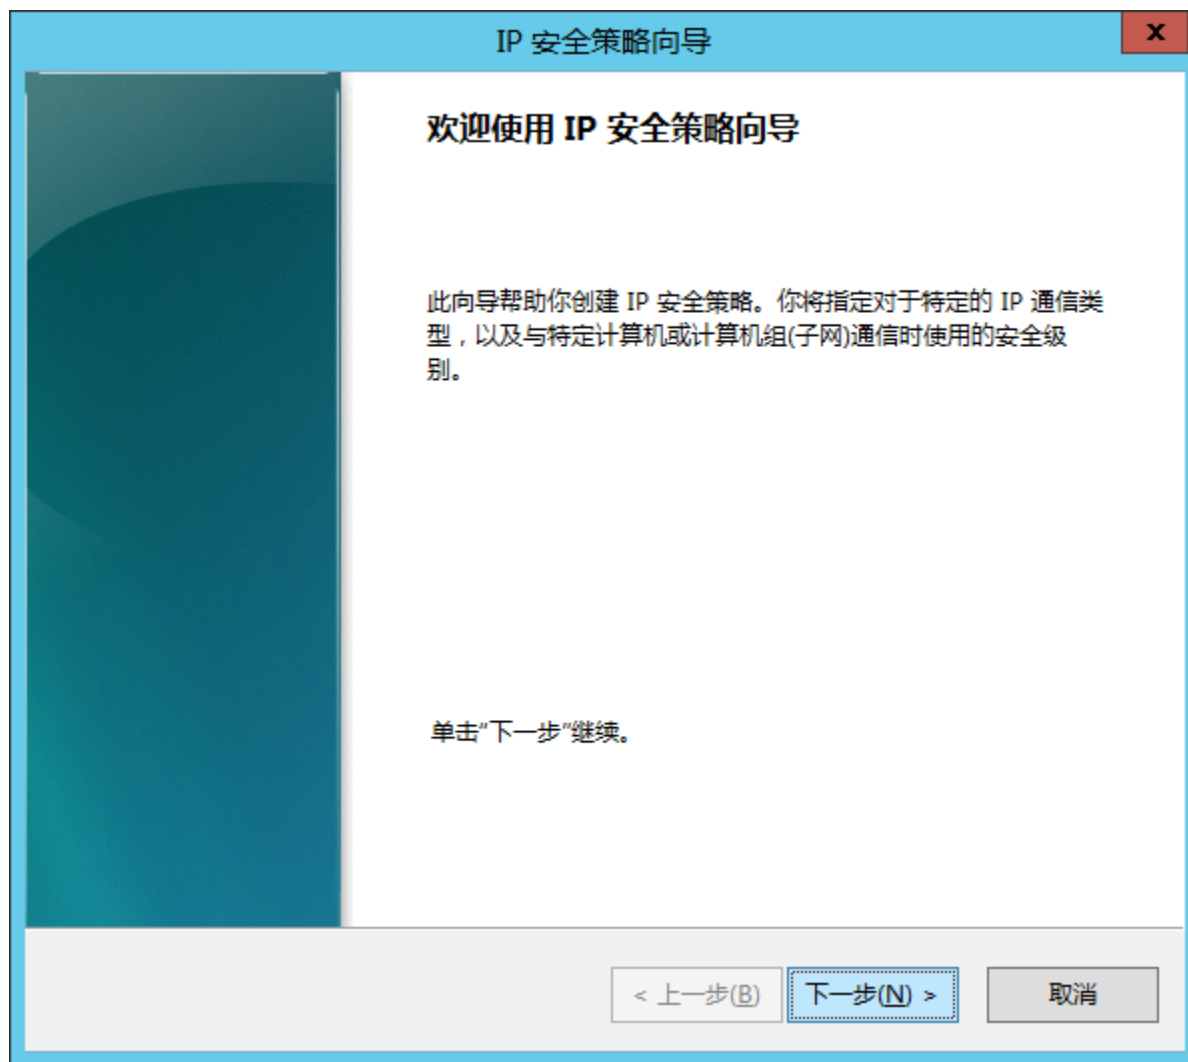 IP 安全策略向导
欢迎使用 IP 安全策略向导
此向导帮助你创建 IP 安全策略。你将指定对于特定的 IP 通信类
型，以及与特定计算机或计算机组(子网)通信时使用的安全级
别。
单击“下一步”继续。
< 上一步(B)
下一步(N) >
取消